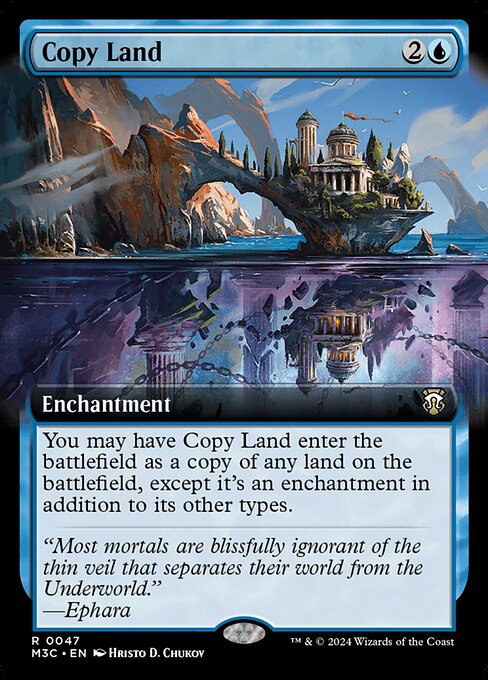 Copy Land 2
Enchantment
You may have Copy Land enter the
battlefield as a copy of any land on the
battlefield, except it's an enchantment in
addition to its other types.
“Most mortals are blissfully ignorant of the
thin veil that separates their world from the
Underworld.”
—Ephara
R 0047
™ & © 2024 Wizards of the Coast
M3C • EN Hristo D. Chukov